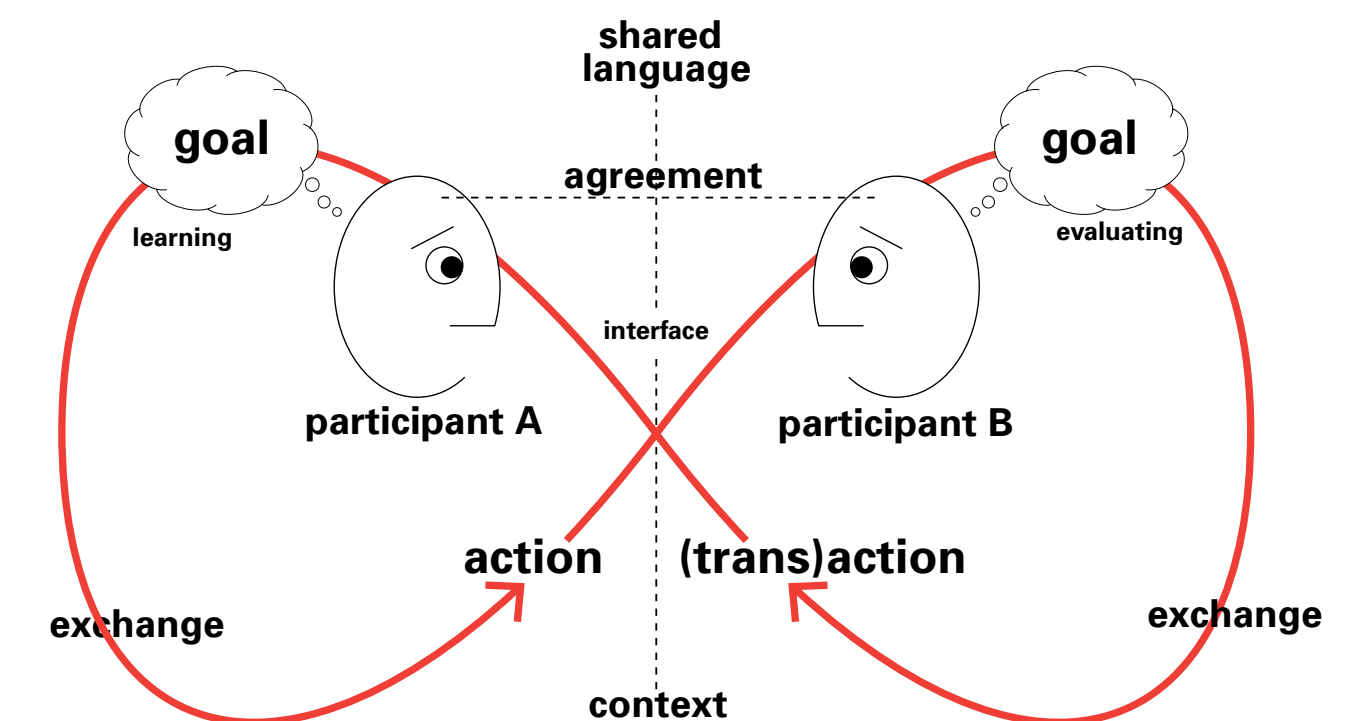 shared
language
goal
goal
agreement
learning
evaluating
interface
participant A
participant B
action
(trans)action
exchange
exchange
context